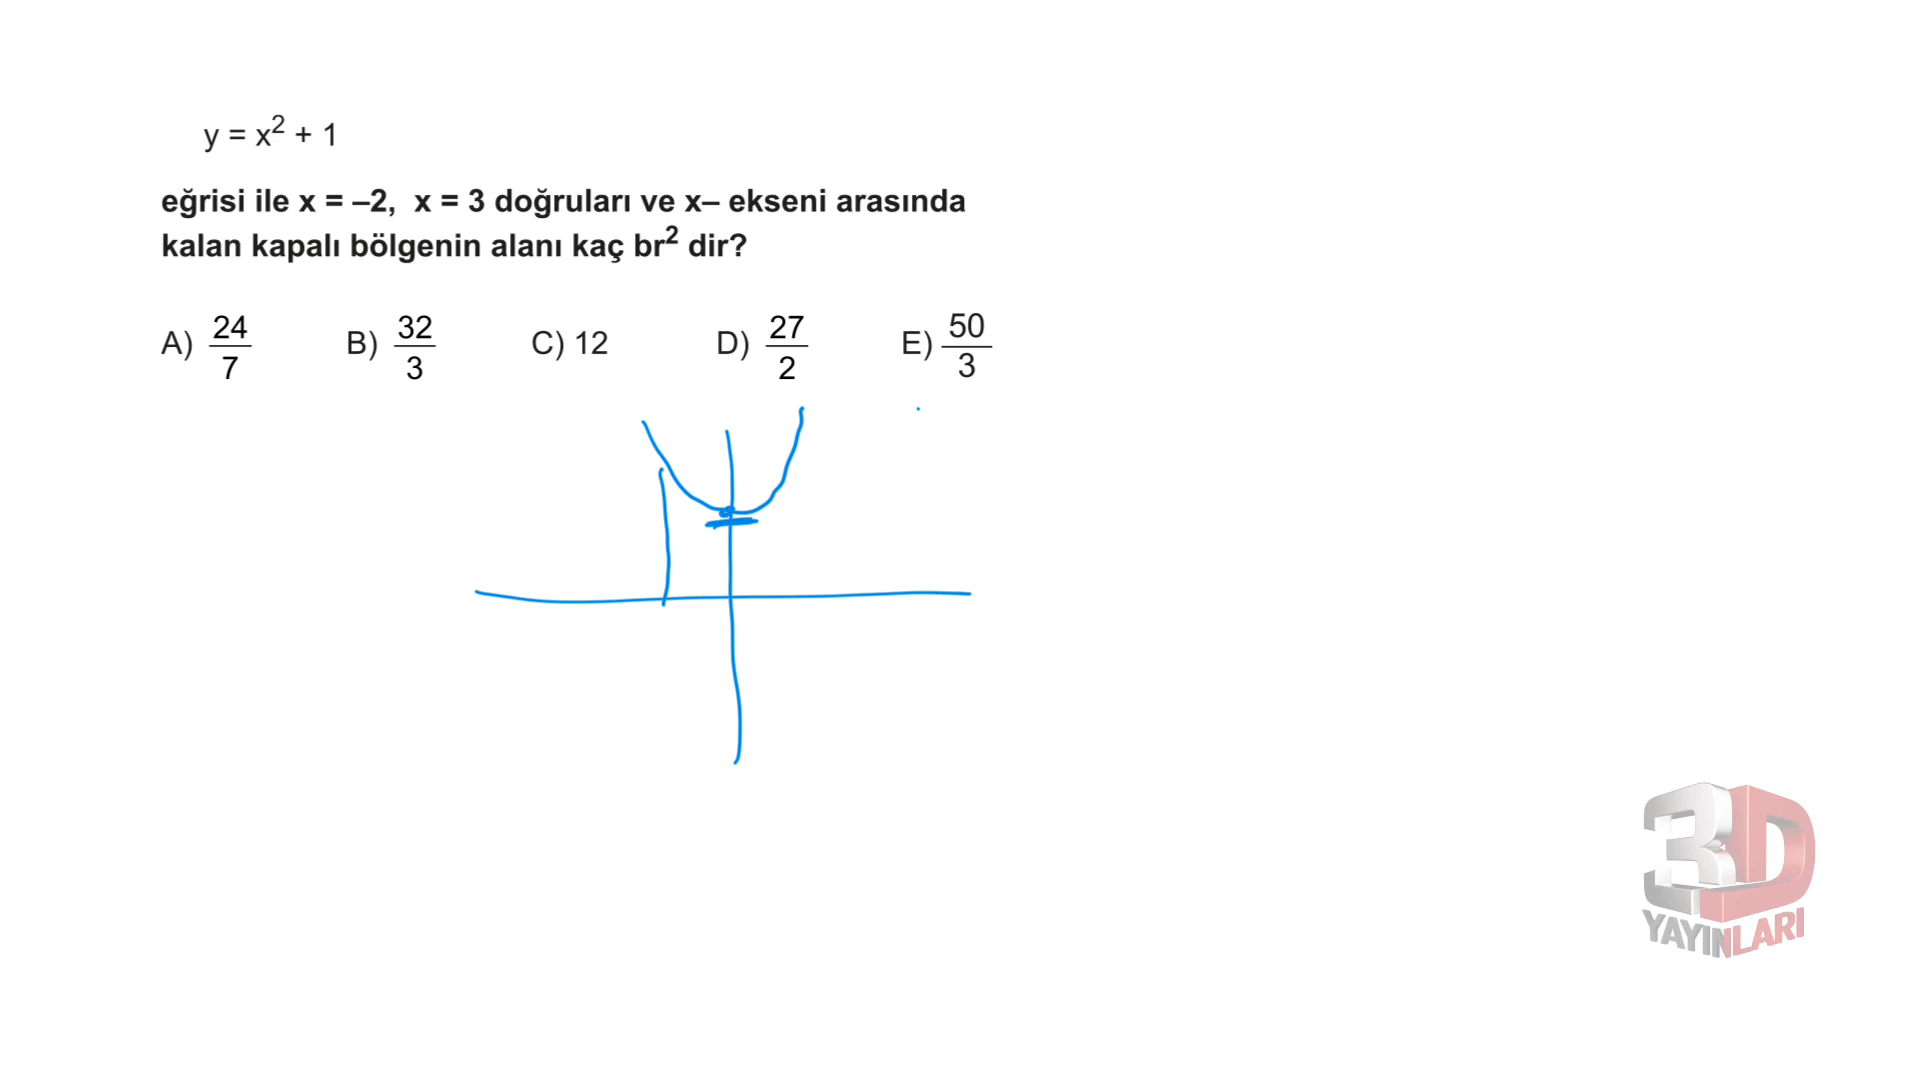 y = x² + 1
eğrisi ile x = –2, x = 3 doğruları ve x– ekseni arasında
kalan kapalı bölgenin alanı kaç br² dir?
A) 24/7 B) 32/3 C) 12 D) 27/2 E) 50/3
3D
YAYINLARI